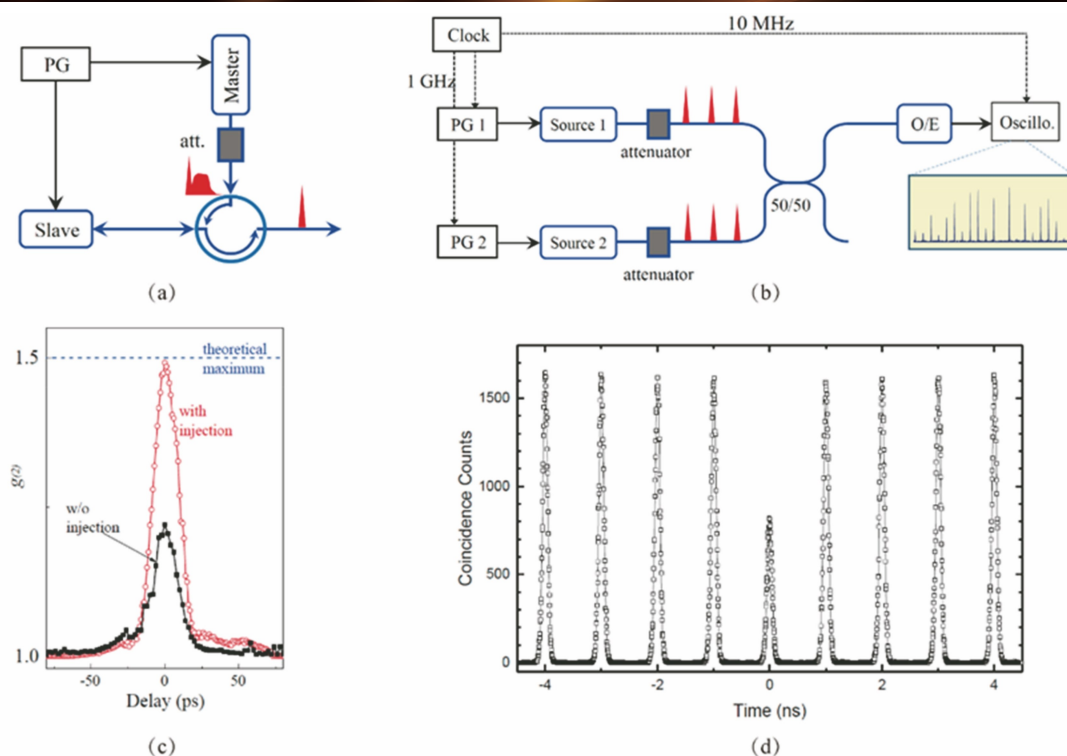 PG
Master
att.
Slave
(a)
Clock
10 MHz
1 GHz
PG 1
Source 1
attenuator
O/E
Oscillo.
50/50
PG 2
Source 2
attenuator
(b)
g(2)
1.5
1.0
theoretical
maximum
with
injection
w/o
injection
-50
0
50
Delay (ps)
(c)
Coincidence Counts
1500
1000
500
0
-4
-2
0
2
4
Time (ns)
(d)